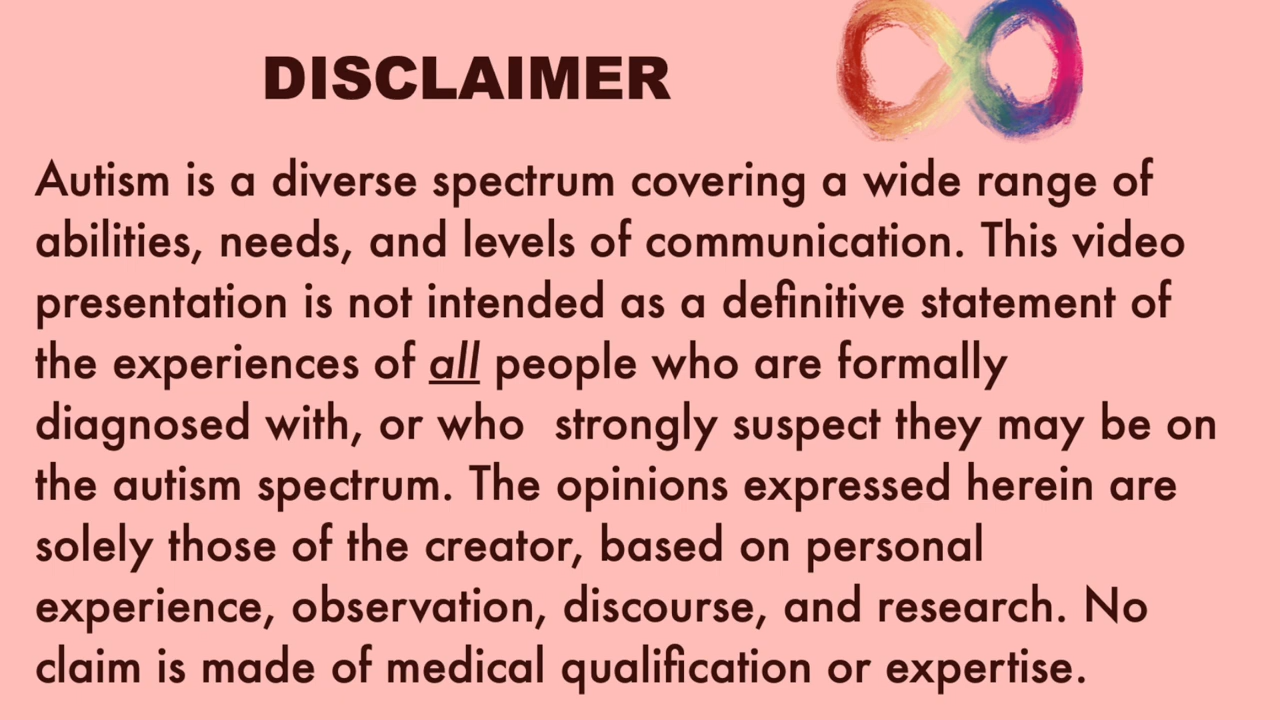 DISCLAIMER
Autism is a diverse spectrum covering a wide range of
abilities, needs, and levels of communication. This video
presentation is not intended as a definitive statement of
the experiences of all people who are formally
diagnosed with, or who  strongly suspect they may be on
the autism spectrum. The opinions expressed herein are
solely those of the creator, based on personal
experience, observation, discourse, and research. No
claim is made of medical qualification or expertise.